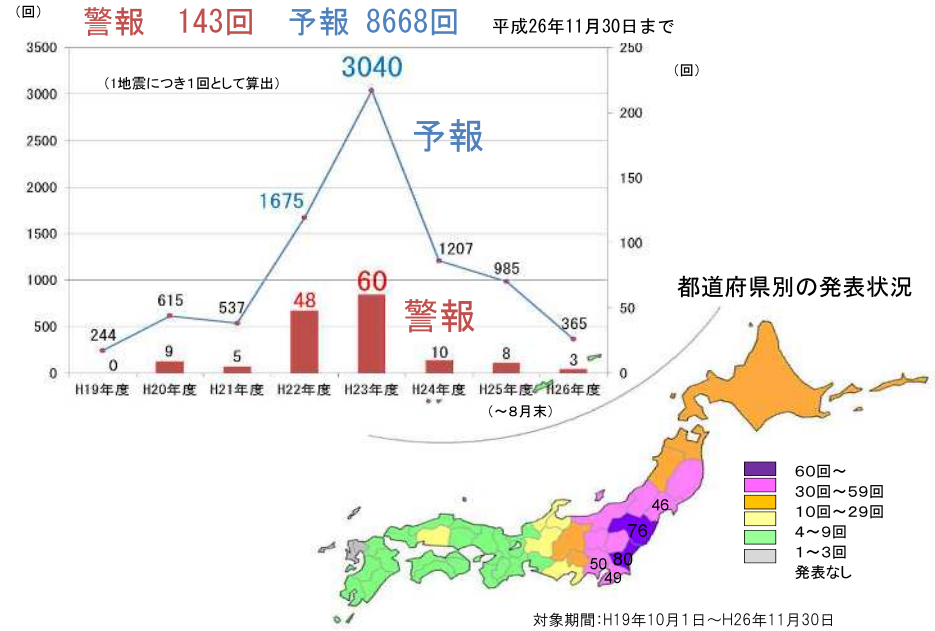 (回)
警報 143回 予報 8668回 平成26年11月30日まで
(1地震につき1回として算出)
(回)
3500
3000
2500
2000
1500
1000
500
0
250
200
150
100
50
0
3040
予報
1675
1207
985
615
537
244
365
警報
60
48
0
9
5
10
8
3
H19年度 H20年度 H21年度 H22年度 H23年度 H24年度 H25年度 H26年度
(～8月末)
都道府県別の発表状況
46
76
80
50
49
60回～
30回～59回
10回～29回
4～9回
1～3回
発表なし
対象期間:H19年10月1日～H26年11月30日